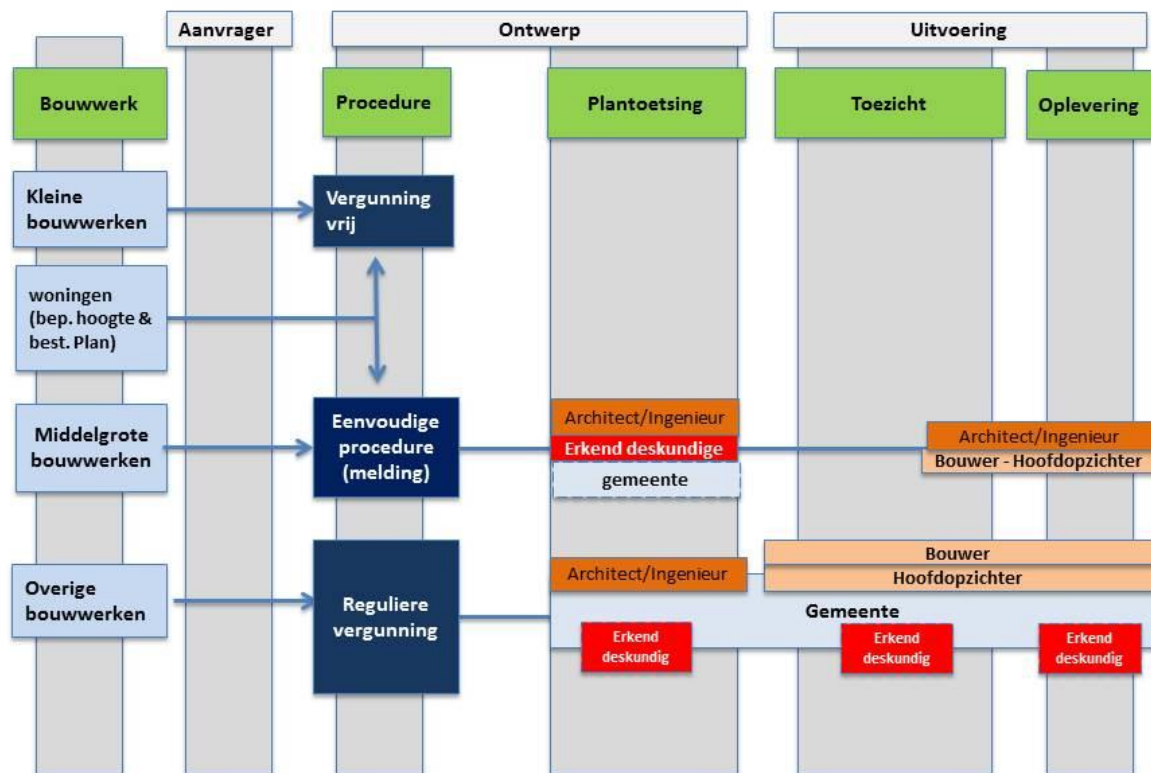 Aanvrager
Ontwerp
Uitvoering
Bouwwerk
Procedure
Plantoetsing
Toezicht
Oplevering
Kleine
bouwwerken
Vergunning
vrij
woningen
(bep. hoogte &
best. Plan)
Middelgrote
bouwwerken
Eenvoudige
procedure
(melding)
Architect/Ingenieur
Erkend deskundige
gemeente
Architect/Ingenieur
Bouwer - Hoofdopzichter
Overige
bouwwerken
Reguliere
vergunning
Architect/Ingenieur
Bouwer
Hoofdopzichter
Gemeente
Erkend
deskundig
Erkend
deskundig
Erkend
deskundig